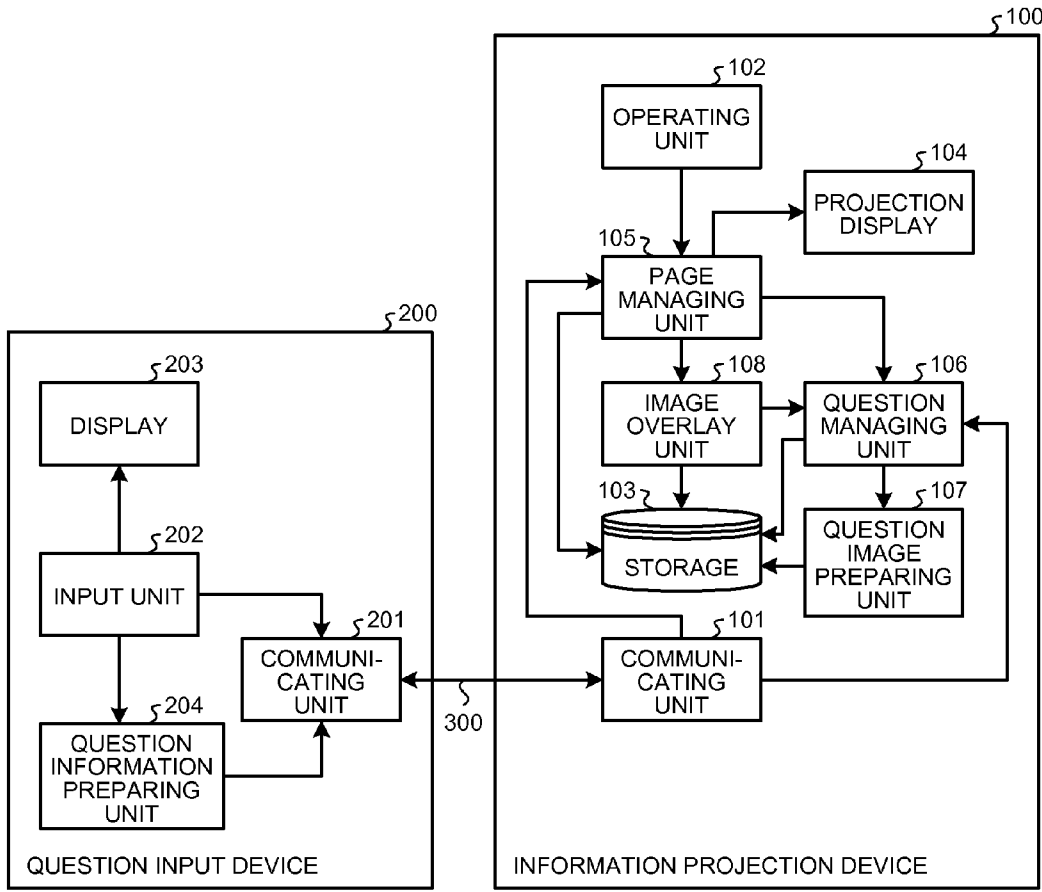 100
102
OPERATING
UNIT
104
PROJECTION
DISPLAY
105
PAGE
MANAGING
UNIT
200
203
DISPLAY
108
IMAGE
OVERLAY
UNIT
106
QUESTION
MANAGING
UNIT
103
STORAGE
107
QUESTION
IMAGE
PREPARING
UNIT
202
INPUT UNIT
201
COMMUNI-
CATING
UNIT
300
101
COMMUNI-
CATING
UNIT
204
QUESTION
INFORMATION
PREPARING
UNIT
QUESTION INPUT DEVICE
INFORMATION PROJECTION DEVICE